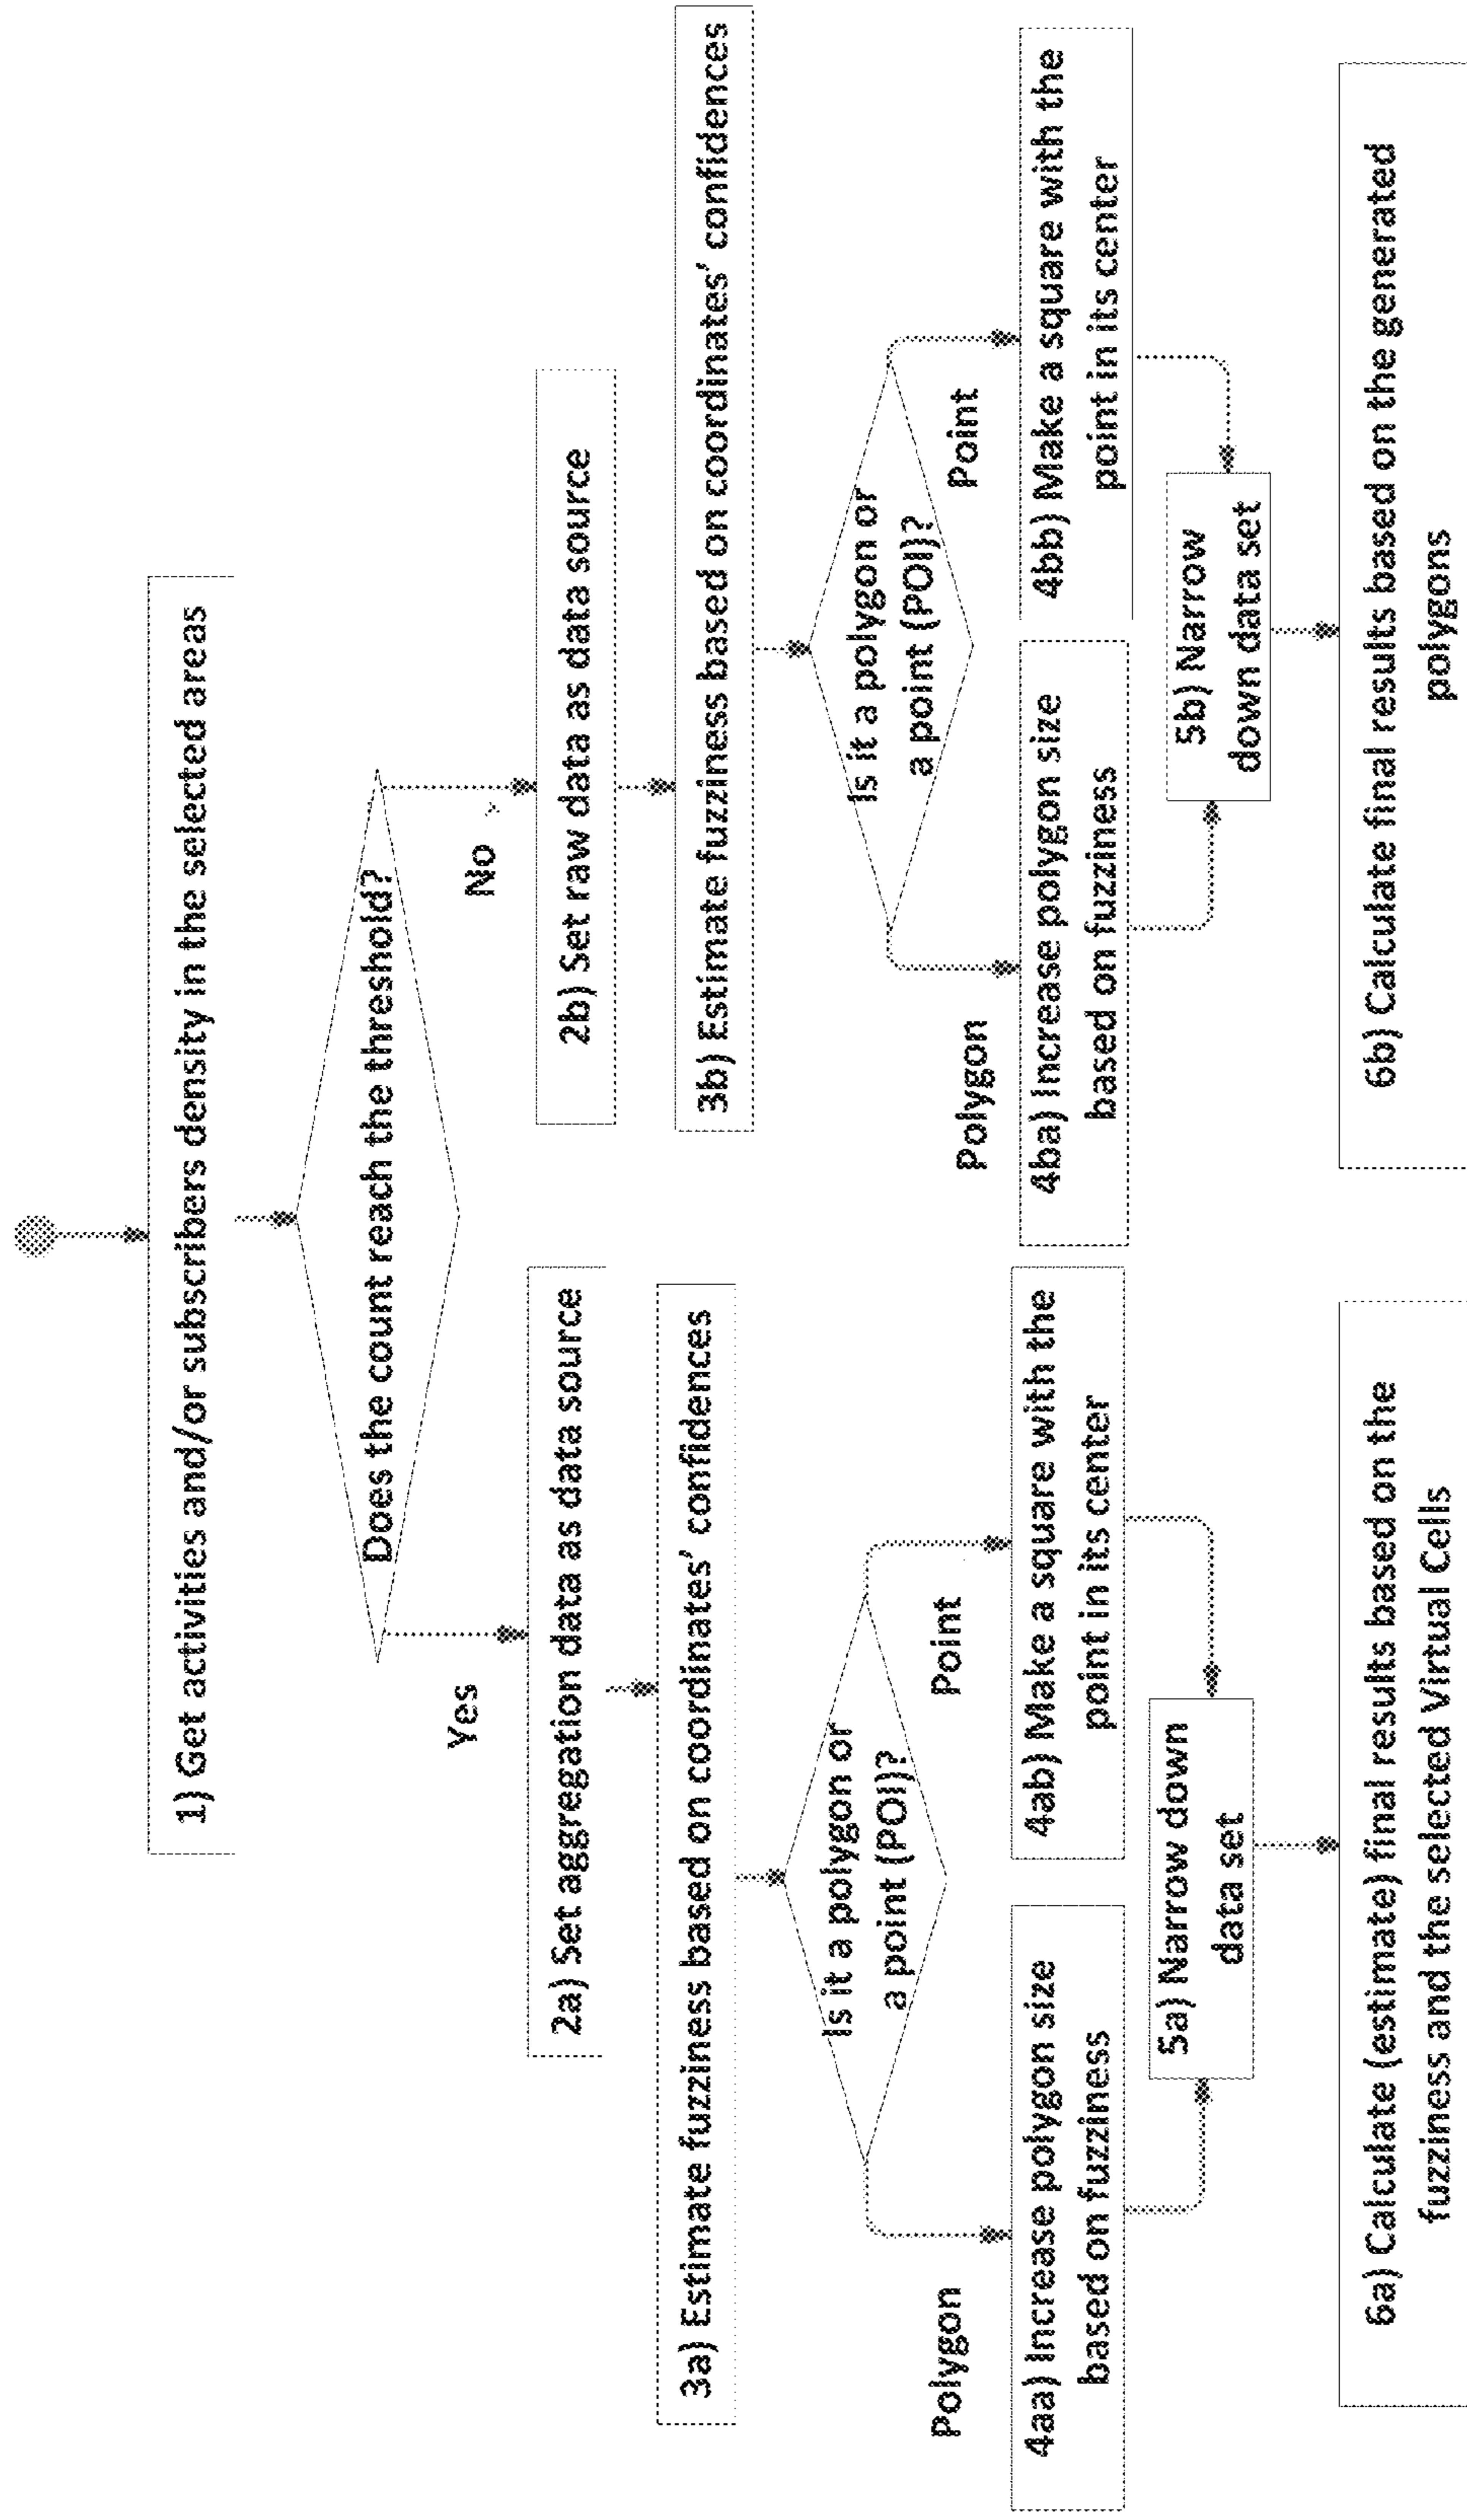 1) Get activities and/or subscribers density in the selected areas
Does the count reach the threshold?
Yes
No
2a) Set aggregation data as data source
2b) Set raw data as data source
3a) Estimate fuzziness based on coordinates' confidences
3b) Estimate fuzziness based on coordinates' confidences
Is it a polygon or
a point (POI)?
Is it a polygon or
a point (POI)?
Polygon
Point
Polygon
Point
4aa) Increase polygon size
based on fuzziness
4ab) Make a square with the
point in its center
4ba) Increase polygon size
based on fuzziness
4bb) Make a square with the
point in its center
5a) Narrow down
data set
5b) Narrow
down data set
6a) Calculate (estimate) final results based on the
fuzziness and the selected Virtual Cells
6b) Calculate final results based on the generated
polygons